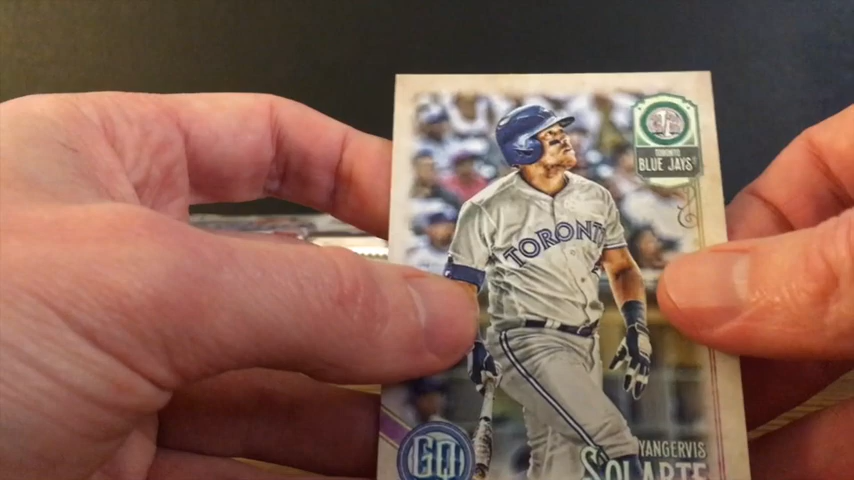 TORONTO
BLUE JAYS
TORONTO
GQ
YANGERVIS
SOLARTE